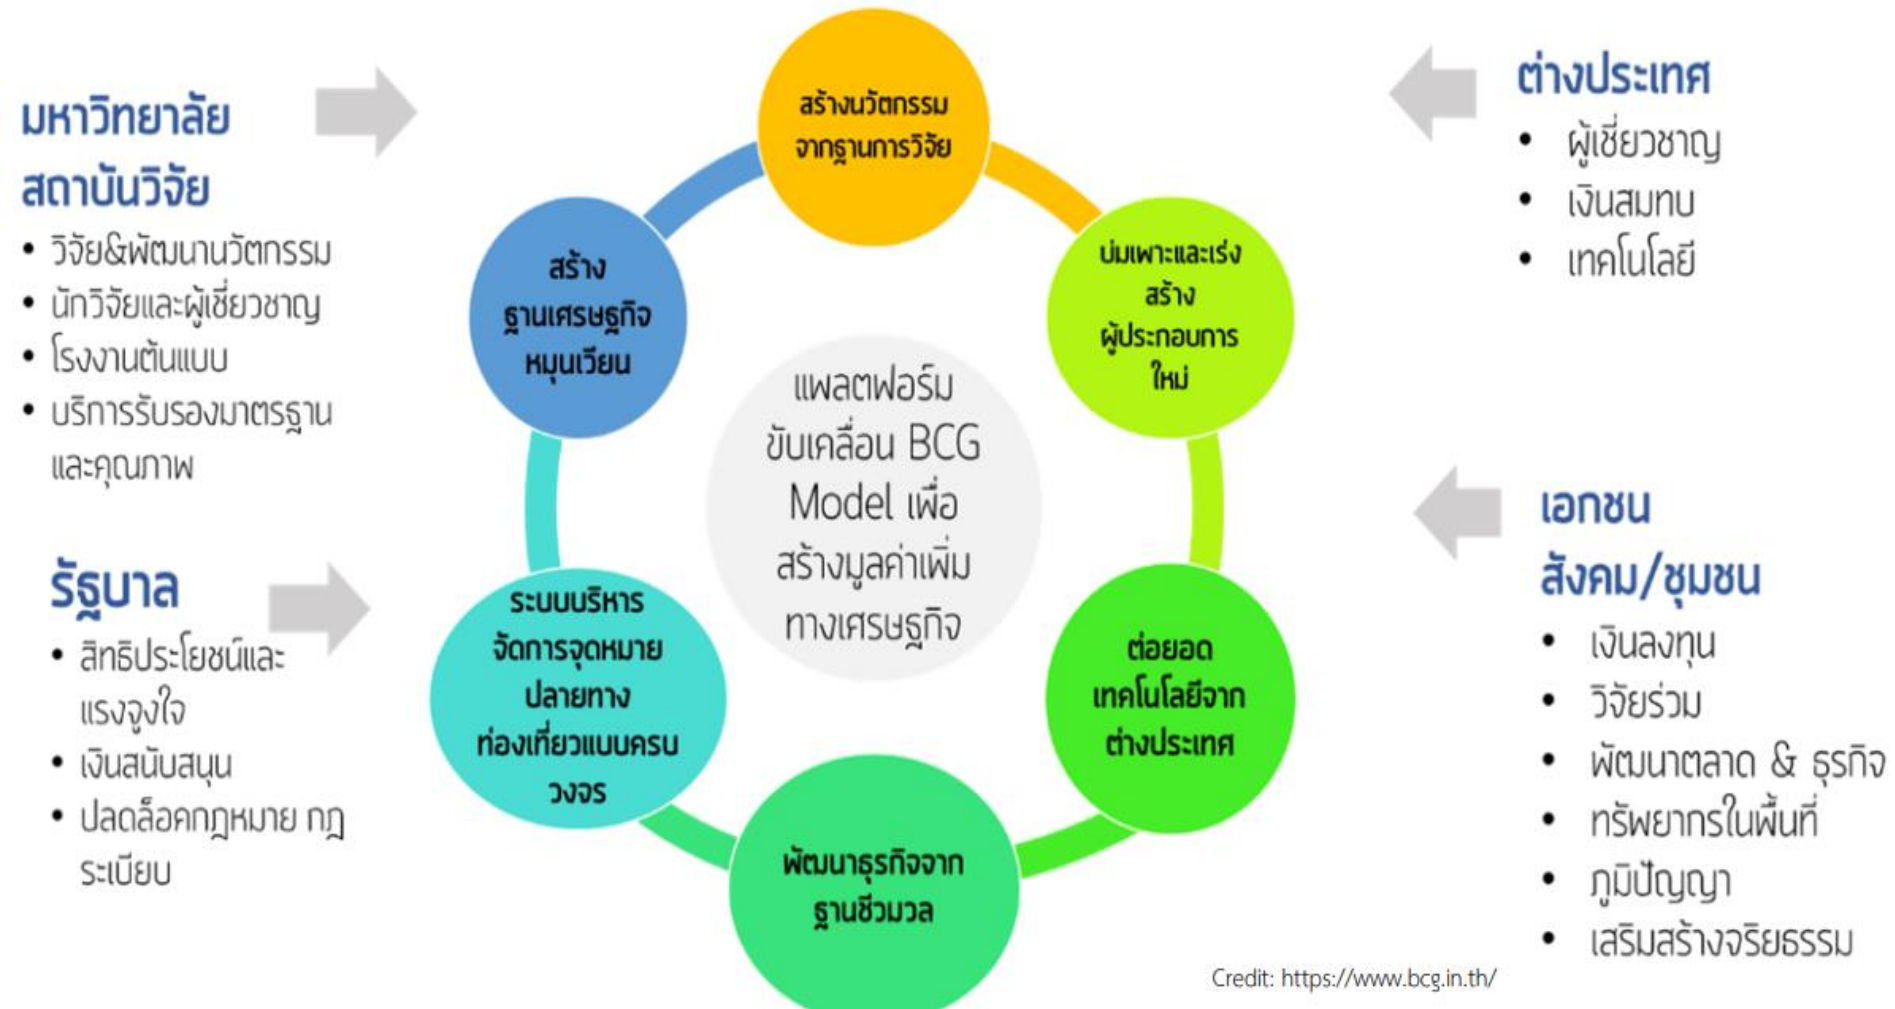 มหาวิทยาลัย
สถาบันวิจัย
• วิจัย&พัฒนานวัตกรรม
• นักวิจัยและผู้เชี่ยวชาญ
• โรงงานต้นแบบ
• บริการรับรองมาตรฐาน
และคุณภาพ
รัฐบาล
• สิทธิประโยชน์และ
แรงจูงใจ
• เงินสนับสนุน
• ปลดล็อคกฎหมาย กฎ
ระเบียบ
สร้างนวัตกรรม
จากฐานการวิจัย
บ่มเพาะและเร่ง
สร้าง
ผู้ประกอบการ
ใหม่
ต่อยอด
เทคโนโลยีจาก
ต่างประเทศ
พัฒนาธุรกิจจาก
ฐานชีวมวล
ระบบบริหาร
จัดการจุดหมาย
ปลายทาง
ท่องเที่ยวแบบครบ
วงจร
สร้าง
ฐานเศรษฐกิจ
หมุนเวียน
แพลตฟอร์ม
ขับเคลื่อน BCG
Model เพื่อ
สร้างมูลค่าเพิ่ม
ทางเศรษฐกิจ
ต่างประเทศ
• ผู้เชี่ยวชาญ
• เงินสมทบ
• เทคโนโลยี
เอกชน
สังคม/ชุมชน
• เงินลงทุน
• วิจัยร่วม
• พัฒนาตลาด & ธุรกิจ
• ทรัพยากรในพื้นที่
• ภูมิปัญญา
• เสริมสร้างจริยธรรม
Credit: https://www.bcg.in.th/